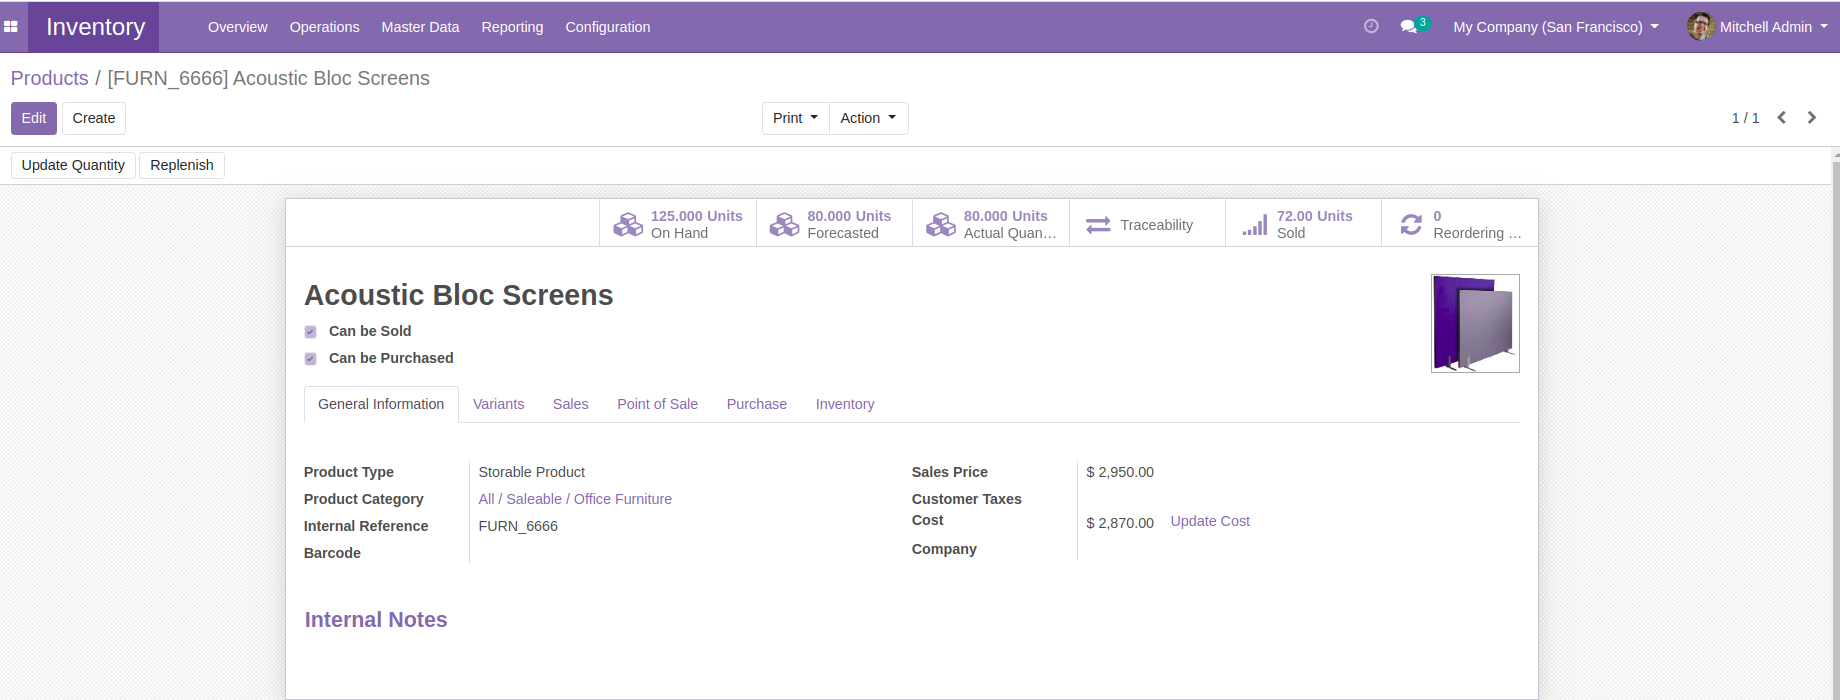 Inventory Overview Operations Master Data Reporting Configuration 3 My Company (San Francisco) Mitchell Admin
Products / [FURN_6666] Acoustic Bloc Screens
Edit Create Print Action 1 / 1
Update Quantity Replenish
125.000 Units 80.000 Units 80.000 Units Traceability 72.00 Units 0
On Hand Forecasted Actual Quan... Sold Reordering ...
Acoustic Bloc Screens
Can be Sold
Can be Purchased
General Information Variants Sales Point of Sale Purchase Inventory
Product Type Storable Product Sales Price $ 2,950.00
Product Category All / Saleable / Office Furniture Customer Taxes
Internal Reference FURN_6666 Cost $ 2,870.00 Update Cost
Barcode Company
Internal Notes